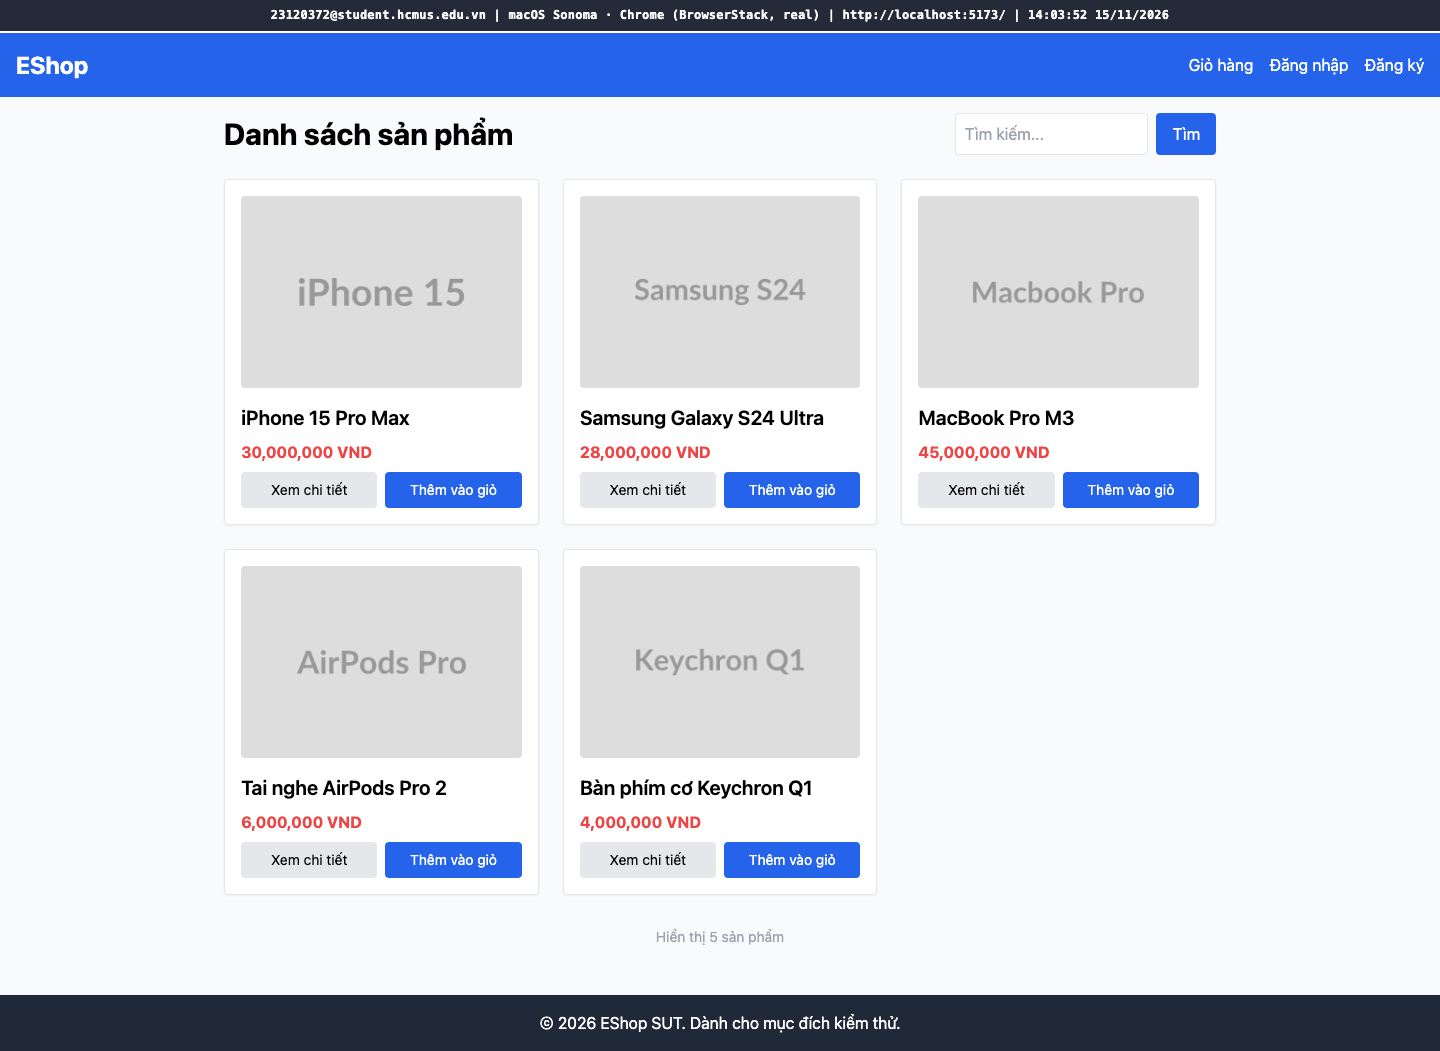 23120372@student.hcmus.edu.vn | macOS Sonoma · Chrome (BrowserStack, real) | http://localhost:5173/ | 14:03:52 15/11/2026
EShop
Giỏ hàng Đăng nhập Đăng ký
Danh sách sản phẩm
Tìm kiếm...
Tìm
iPhone 15
Samsung S24
Macbook Pro
iPhone 15 Pro Max
Samsung Galaxy S24 Ultra
MacBook Pro M3
30,000,000 VND
28,000,000 VND
45,000,000 VND
Xem chi tiết Thêm vào giỏ
Xem chi tiết Thêm vào giỏ
Xem chi tiết Thêm vào giỏ
AirPods Pro
Keychron Q1
Tai nghe AirPods Pro 2
Bàn phím cơ Keychron Q1
6,000,000 VND
4,000,000 VND
Xem chi tiết Thêm vào giỏ
Xem chi tiết Thêm vào giỏ
Hiển thị 5 sản phẩm
© 2026 EShop SUT. Dành cho mục đích kiểm thử.